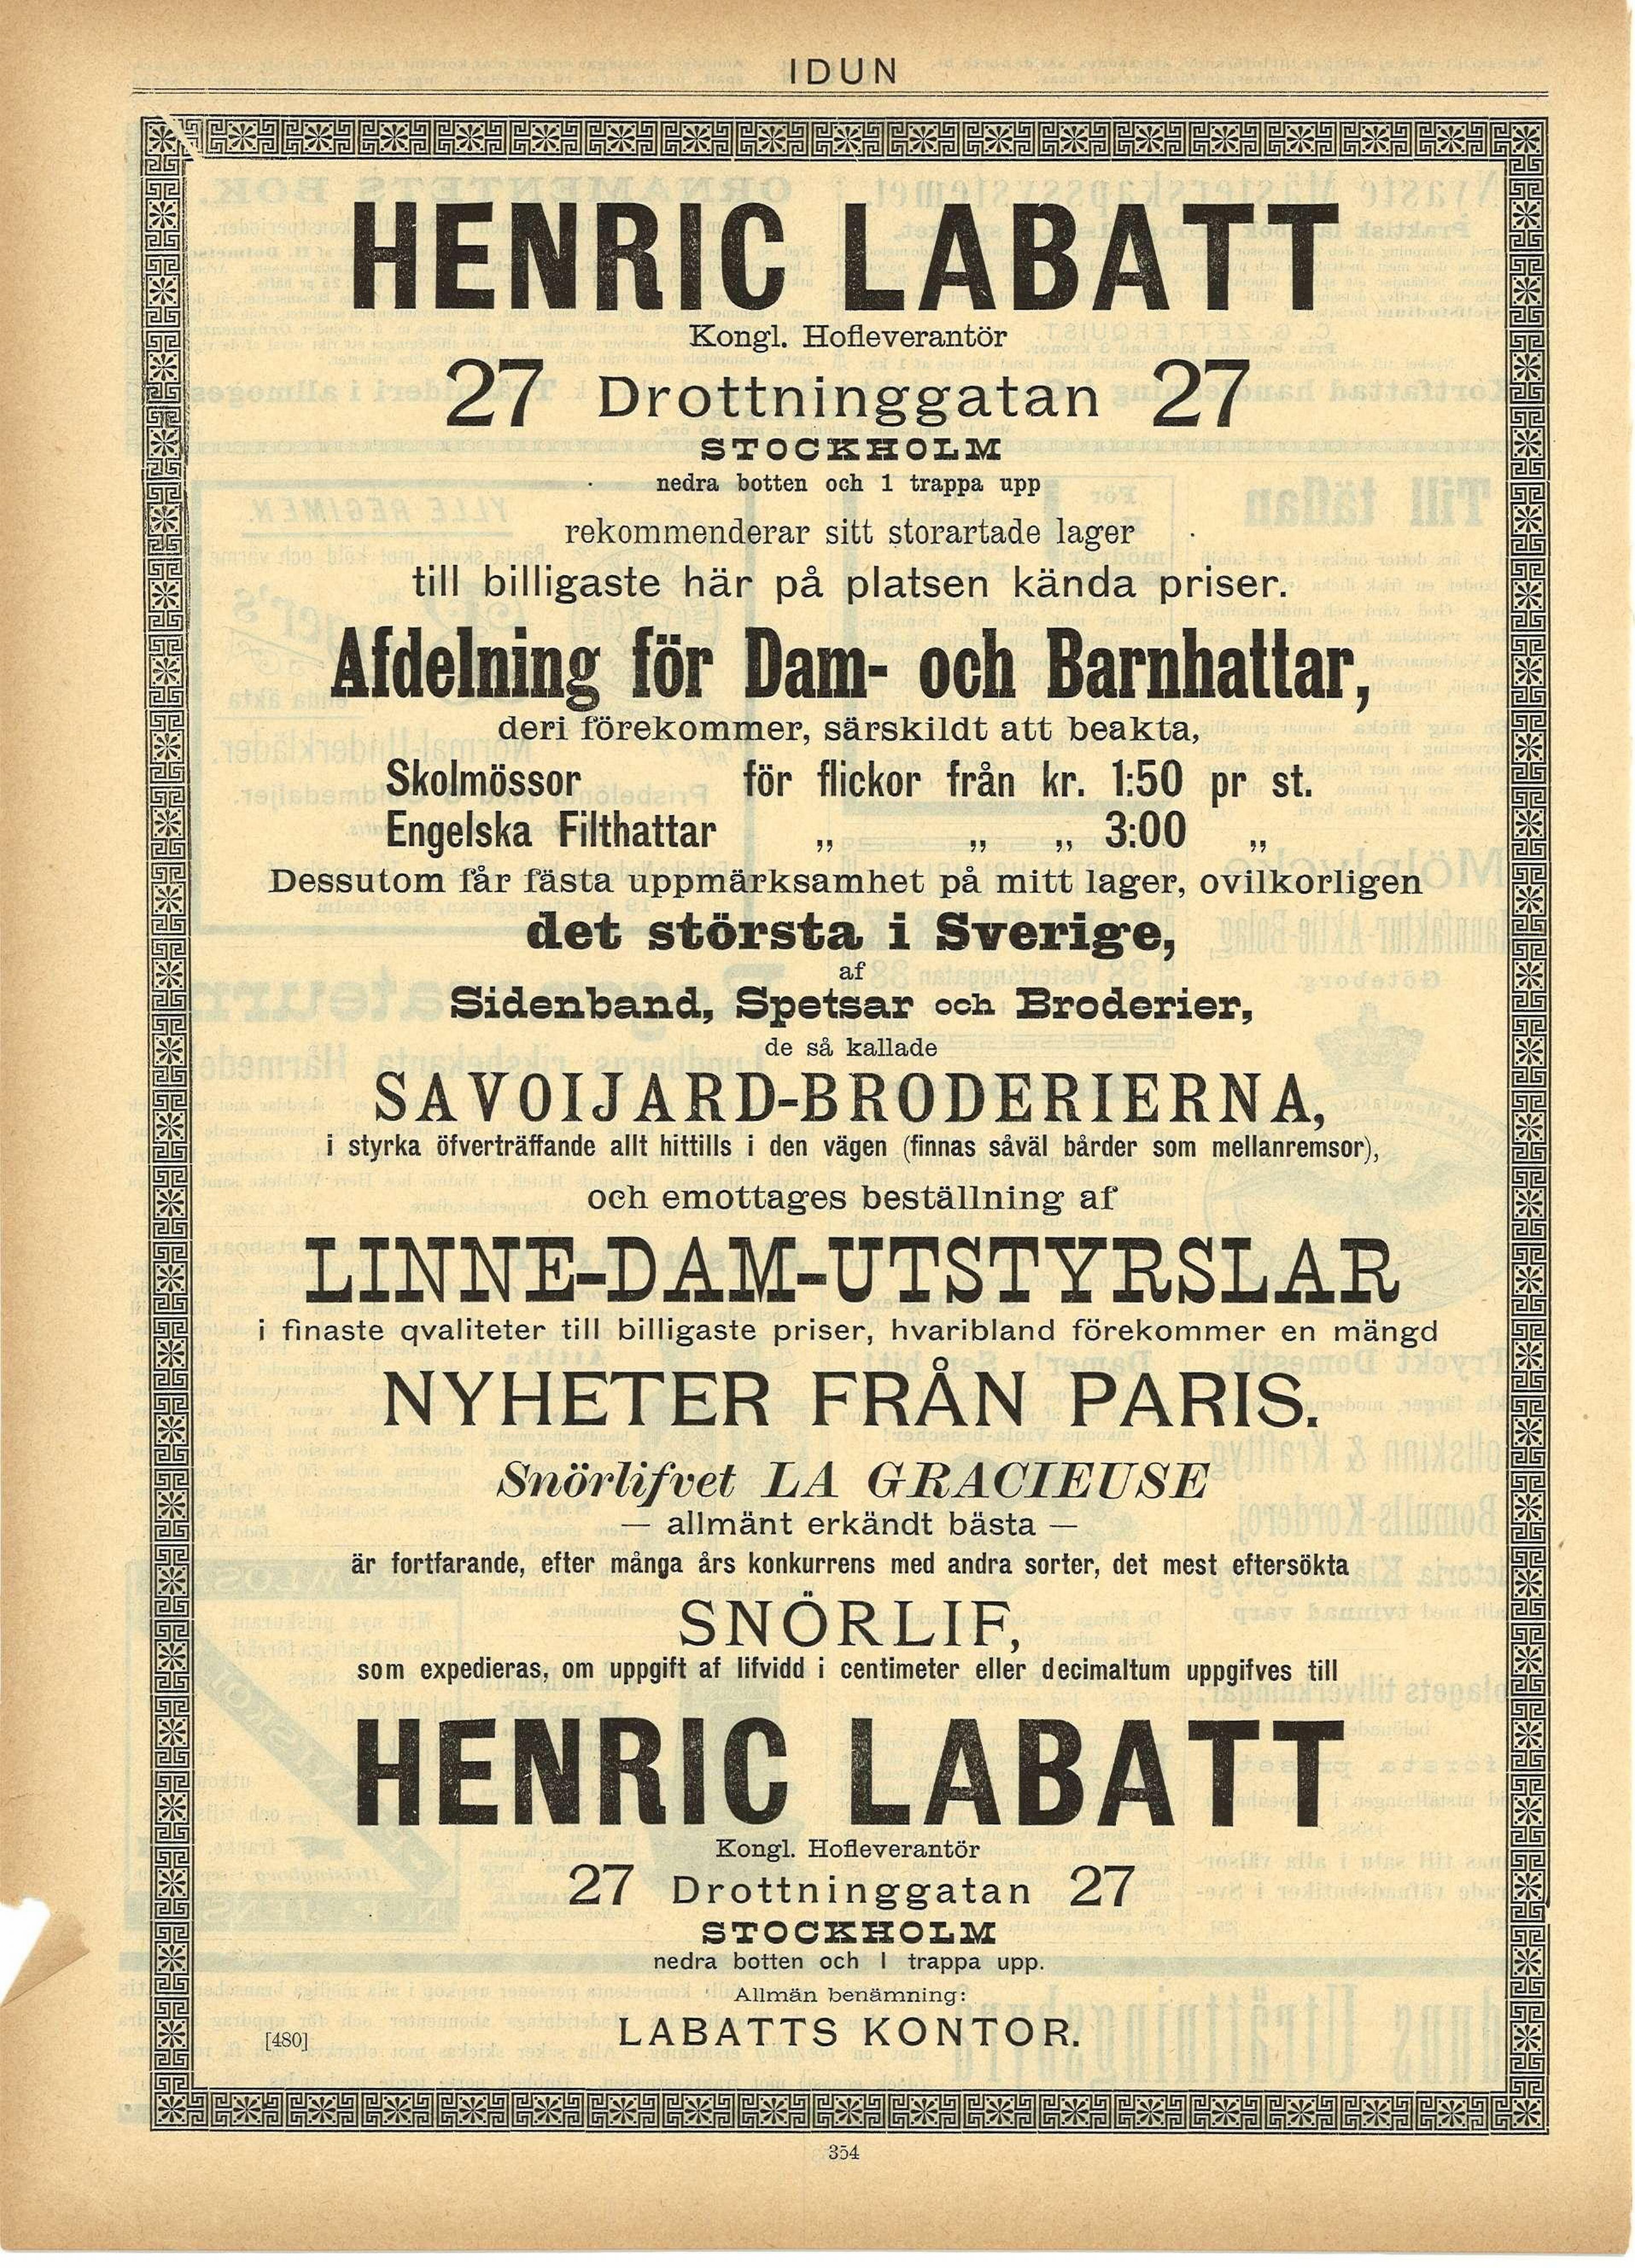 IDUN
HENRIC LABATT
Kongl. Hofleverantör
27 Drottninggatan 27
STOCKHOLM
nedra botten och 1 trappa upp
rekommenderar sitt storartade lager
till billigaste här på platsen kända priser.
Afdelning för Dam- och Barnhattar,
deri förekommer, särskildt att beakta,
Skolmössor för flickor från kr. 1:50 pr st.
Engelska Filthattar „ „ „ 3:00 „
Dessutom får fästa uppmärksamhet på mitt lager, ovilkorligen
det största i Sverige,
af
Sidenband, Spetsar och Broderier,
de så kallade
SAVOIJARD-BRODERIERNA,
i styrka öfverträffande allt hittills i den vägen (finnas såväl bårder som mellanremsor),
och emottages beställning af
LINNE-DAM-UTSTYRSLAR
i finaste qvaliteter till billigaste priser, hvaribland förekommer en mängd
NYHETER FRÅN PARIS.
Snörlifvet LA GRACIEUSE
— allmänt erkändt bästa —
är fortfarande, efter många års konkurrens med andra sorter, det mest eftersökta
SNÖRLIF,
som expedieras, om uppgift af lifvidd i centimeter eller decimaltum uppgifves till
HENRIC LABATT
Kongl. Hofleverantör
27 Drottninggatan 27
STOCKHOLM
nedra botten och I trappa upp.
Allmän benämning:
LABATTS KONTOR.
[480]
354